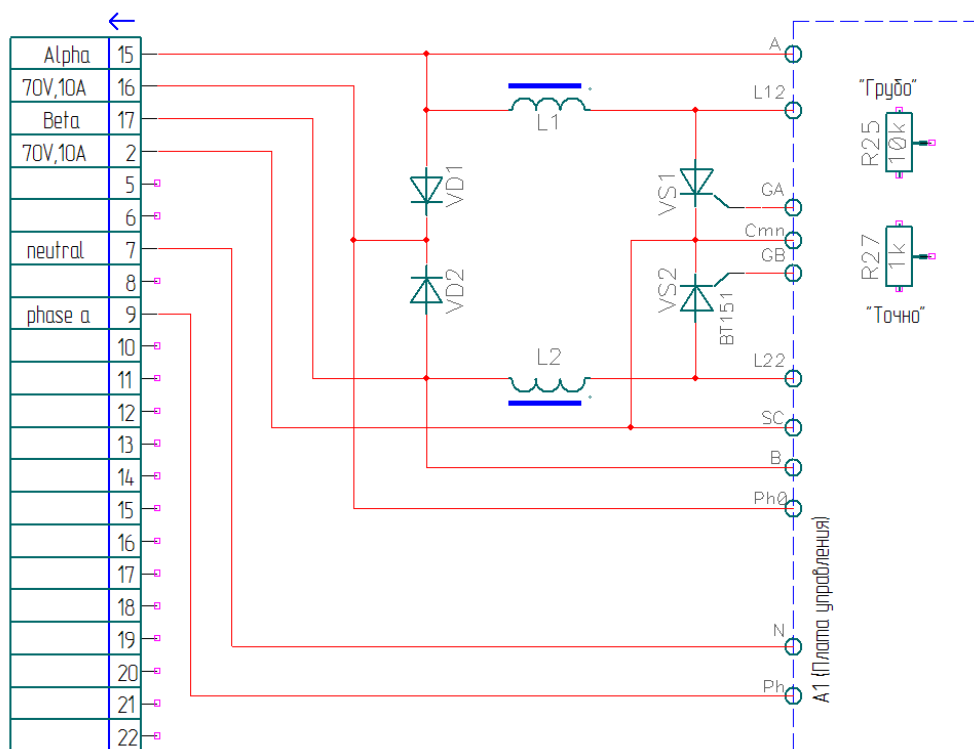 Alpha 15
70V,10A 16
Beta 17
70V,10A 2
5
6
neutral 7
8
phase a 9
10
11
12
13
14
15
16
17
18
19
20
21
22
VD1
VD2
L1
L2
VS1
VS2
BT151
A
L12
GA
Cmn
GB
L22
SC
B
Ph0
N
Ph
A1 (Плата управления)
"Грубо"
R25
10k
R27
1k
"Точно"